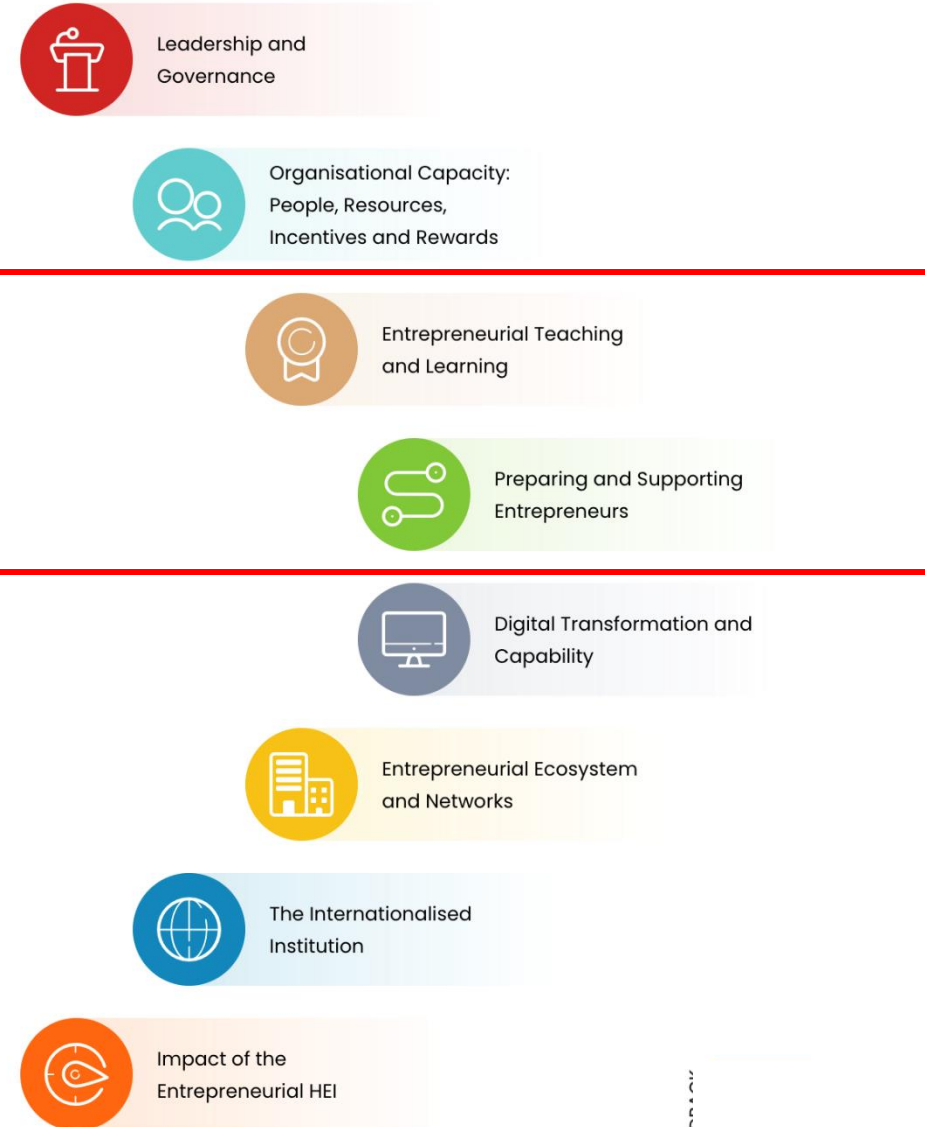 Leadership and
Governance
Organisational Capacity:
People, Resources,
Incentives and Rewards
Entrepreneurial Teaching
and Learning
Preparing and Supporting
Entrepreneurs
Digital Transformation and
Capability
Entrepreneurial Ecosystem
and Networks
The Internationalised
Institution
Impact of the
Entrepreneurial HEI